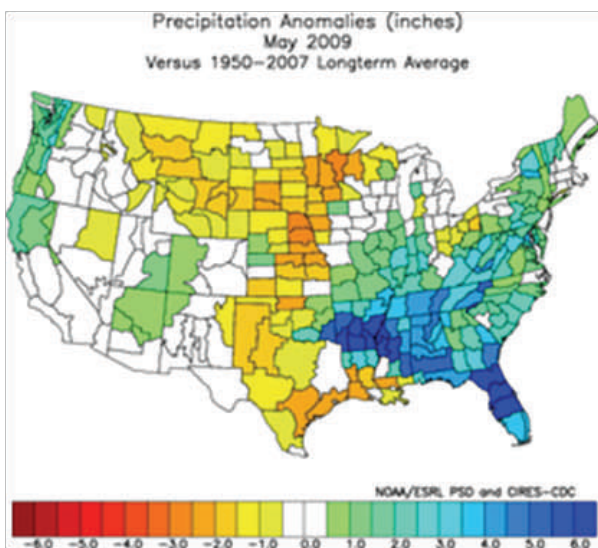 Precipitation Anomalies (inches)
May 2009
Versus 1950-2007 Longterm Average
NOAA/ESRL PSD and CIRES-CDC
-6.0 -5.0 -4.0 -3.0 -2.0 -1.0 0.0 1.0 2.0 3.0 4.0 5.0 6.0